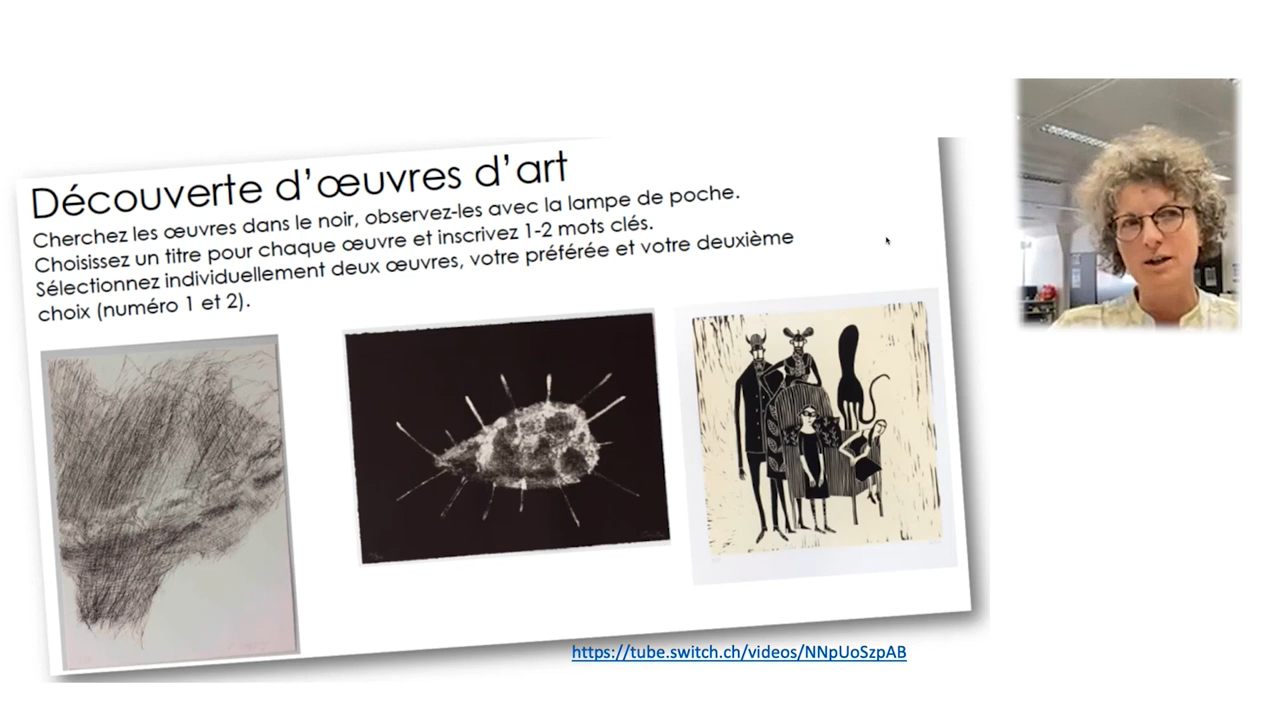 Découverte d'œuvres d'art
Cherchez les œuvres dans le noir, observez-les avec la lampe de poche.
Choisissez un titre pour chaque œuvre et inscrivez 1-2 mots clés.
Sélectionnez individuellement deux œuvres, votre préférée et votre deuxième
choix (numéro 1 et 2).
https://tube.switch.ch/videos/NNpUoSzpAB